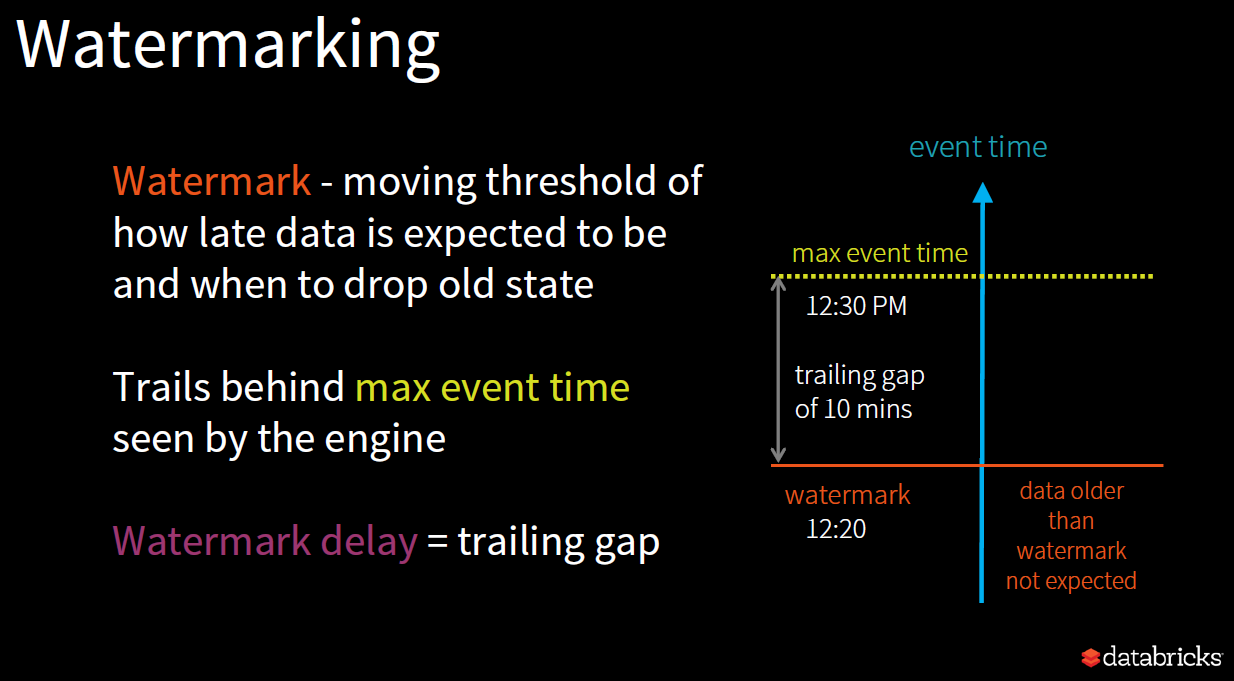 Watermarking
Watermark - moving threshold of
how late data is expected to be
and when to drop old state
Trails behind max event time
seen by the engine
Watermark delay = trailing gap
event time
max event time
12:30 PM
trailing gap
of 10 mins
watermark
12:20
data older
than
watermark
not expected
databricks